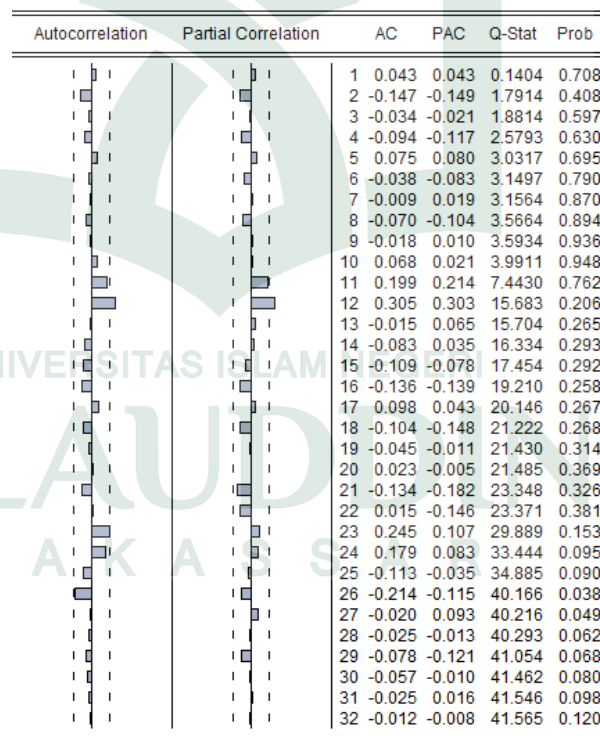 Autocorrelation Partial Correlation AC PAC Q-Stat Prob
1 0.043 0.043 0.1404 0.708
2 -0.147 -0.149 1.7914 0.408
3 -0.034 -0.021 1.8814 0.597
4 -0.094 -0.117 2.5793 0.630
5 0.075 0.080 3.0317 0.695
6 -0.038 -0.083 3.1497 0.790
7 -0.009 0.019 3.1564 0.870
8 -0.070 -0.104 3.5664 0.894
9 -0.018 0.010 3.5934 0.936
10 0.068 0.021 3.9911 0.948
11 0.199 0.214 7.4430 0.762
12 0.305 0.303 15.683 0.206
13 -0.015 0.065 15.704 0.265
14 -0.083 0.035 16.334 0.293
15 -0.109 -0.078 17.454 0.292
16 -0.136 -0.139 19.210 0.258
17 0.098 0.043 20.146 0.267
18 -0.104 -0.148 21.222 0.268
19 -0.045 -0.011 21.430 0.314
20 0.023 -0.005 21.485 0.369
21 -0.134 -0.182 23.348 0.326
22 0.015 -0.146 23.371 0.381
23 0.245 0.107 29.889 0.153
24 0.179 0.083 33.444 0.095
25 -0.113 -0.035 34.885 0.090
26 -0.214 -0.115 40.166 0.038
27 -0.020 0.093 40.216 0.049
28 -0.025 -0.013 40.293 0.062
29 -0.078 -0.121 41.054 0.068
30 -0.057 -0.010 41.462 0.080
31 -0.025 0.016 41.546 0.098
32 -0.012 -0.008 41.565 0.120
IVERSITAS ISLAM NEGERI
LAUDDIN
AKASSAR